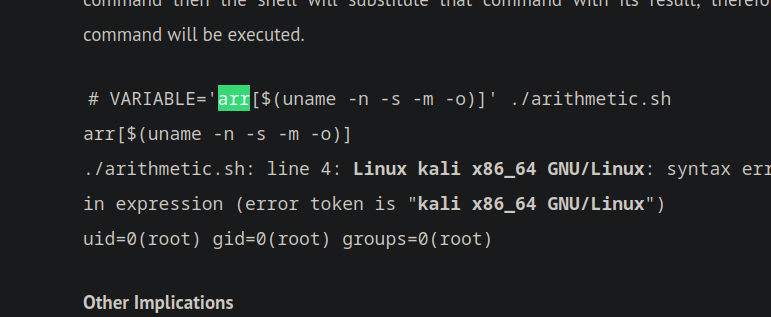 command then the shell will substitute that command with its result, therefo
command will be executed.
# VARIABLE='arr[$(uname -n -s -m -o)]' ./arithmetic.sh
arr[$(uname -n -s -m -o)]
./arithmetic.sh: line 4: Linux kali x86_64 GNU/Linux: syntax err
in expression (error token is "kali x86_64 GNU/Linux")
uid=0(root) gid=0(root) groups=0(root)
Other Implications